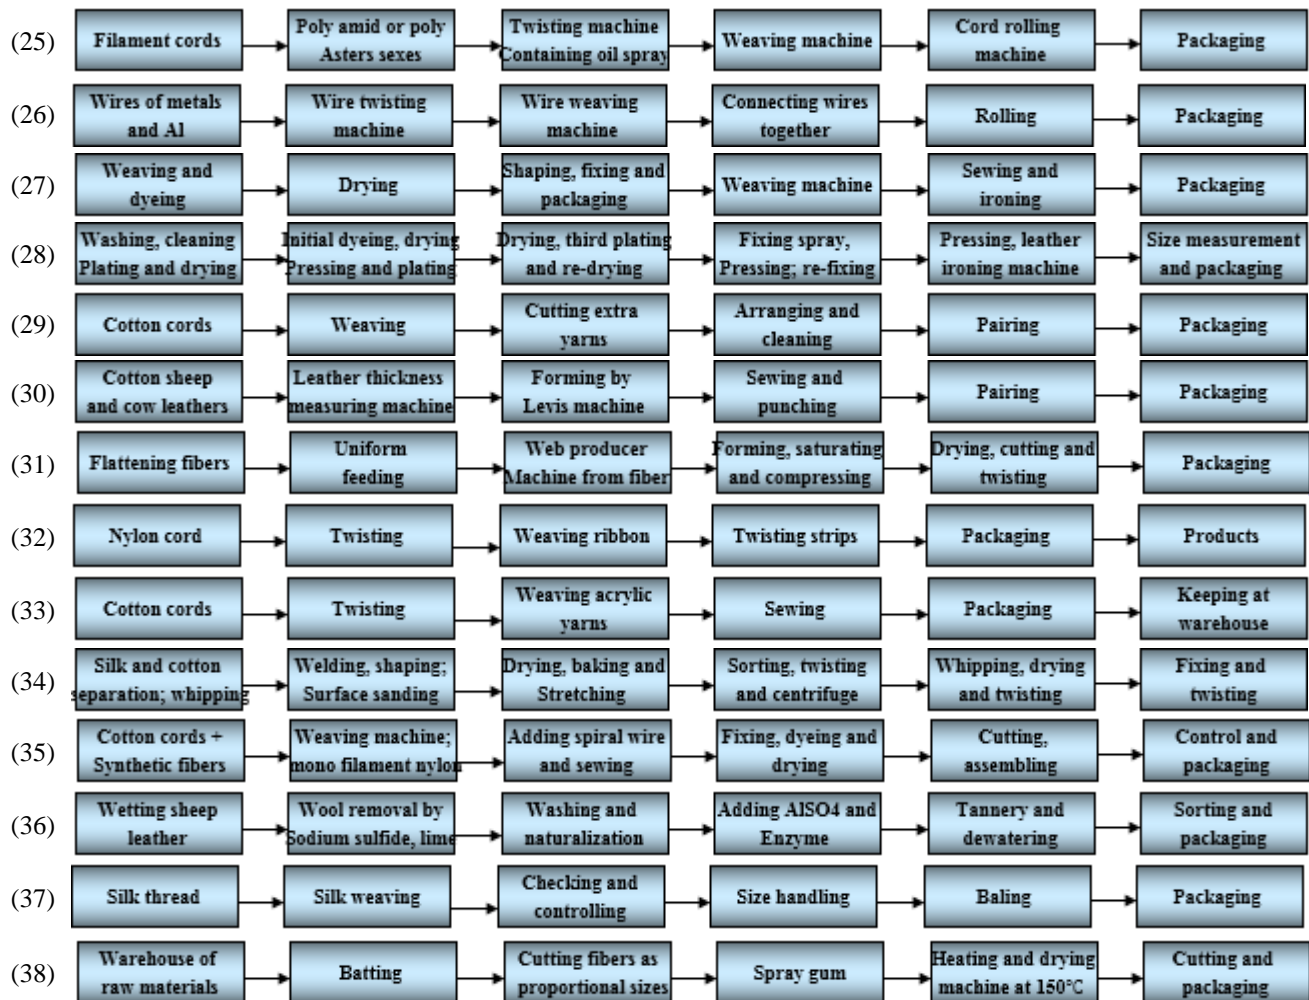 (25)
Filament cords
Poly amid or poly
Asters sexes
Twisting machine
Containing oil spray
Weaving machine
Cord rolling
machine
Packaging
(26)
Wires of metals
and Al
Wire twisting
machine
Wire weaving
machine
Connecting wires
together
Rolling
Packaging
(27)
Weaving and
dyeing
Drying
Shaping, fixing and
packaging
Weaving machine
Sewing and
ironing
Packaging
(28)
Washing, cleaning
Plating and drying
Initial dyeing, drying
Pressing and plating
Drying, third plating
and re-drying
Fixing spray,
Pressing; re-fixing
Pressing, leather
ironing machine
Size measurement
and packaging
(29)
Cotton cords
Weaving
Cutting extra
yarns
Arranging and
cleaning
Pairing
Packaging
(30)
Cotton sheep
and cow leathers
Leather thickness
measuring machine
Forming by
Levis machine
Sewing and
punching
Pairing
Packaging
(31)
Flattening fibers
Uniform
feeding
Web producer
Machine from fiber
Forming, saturating
and compressing
Drying, cutting and
twisting
Packaging
(32)
Nylon cord
Twisting
Weaving ribbon
Twisting strips
Packaging
Products
(33)
Cotton cords
Twisting
Weaving acrylic
yarns
Sewing
Packaging
Keeping at
warehouse
(34)
Silk and cotton
separation; whipping
Welding, shaping;
Surface sanding
Drying, baking and
Stretching
Sorting, twisting
and centrifuge
Whipping, drying
and twisting
Fixing and
twisting
(35)
Cotton cords +
Synthetic fibers
Weaving machine;
mono filament nylon
Adding spiral wire
and sewing
Fixing, dyeing and
drying
Cutting,
assembling
Control and
packaging
(36)
Wetting sheep
leather
Wool removal by
Sodium sulfide, lime
Washing and
naturalization
Adding AlSO4 and
Enzyme
Tannery and
dewatering
Sorting and
packaging
(37)
Silk thread
Silk weaving
Checking and
controlling
Size handling
Baling
Packaging
(38)
Warehouse of
raw materials
Batting
Cutting fibers as
proportional sizes
Spray gum
Heating and drying
machine at 150°C
Cutting and
packaging